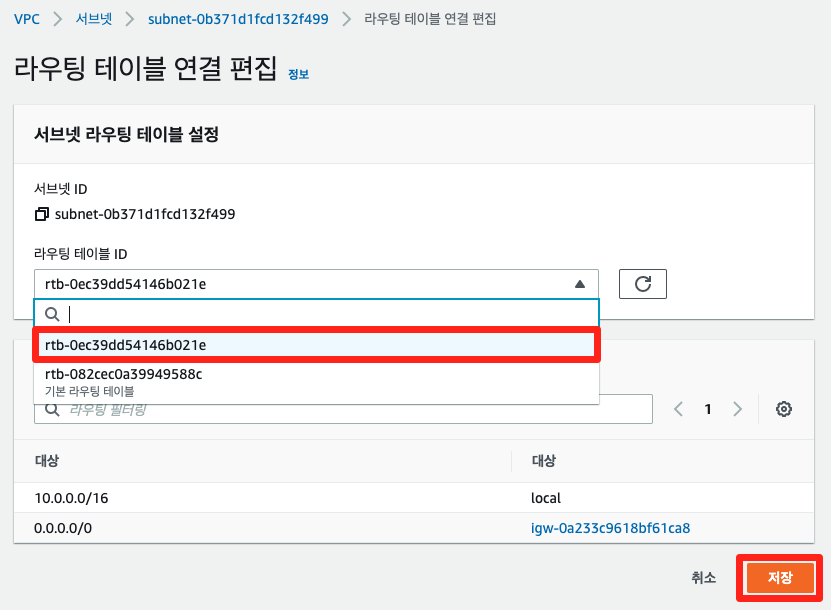 VPC > 서브넷 > subnet-0b371d1fcd132f499 > 라우팅 테이블 연결 편집
라우팅 테이블 연결 편집 정보
서브넷 라우팅 테이블 설정
서브넷 ID
subnet-0b371d1fcd132f499
라우팅 테이블 ID
rtb-0ec39dd54146b021e
rtb-0ec39dd54146b021e
rtb-082cec0a39949588c
기본 라우팅 테이블
라우팅 필터링
1
대상 대상
10.0.0.0/16 local
0.0.0.0/0 igw-0a233c9618bf61ca8
취소 저장